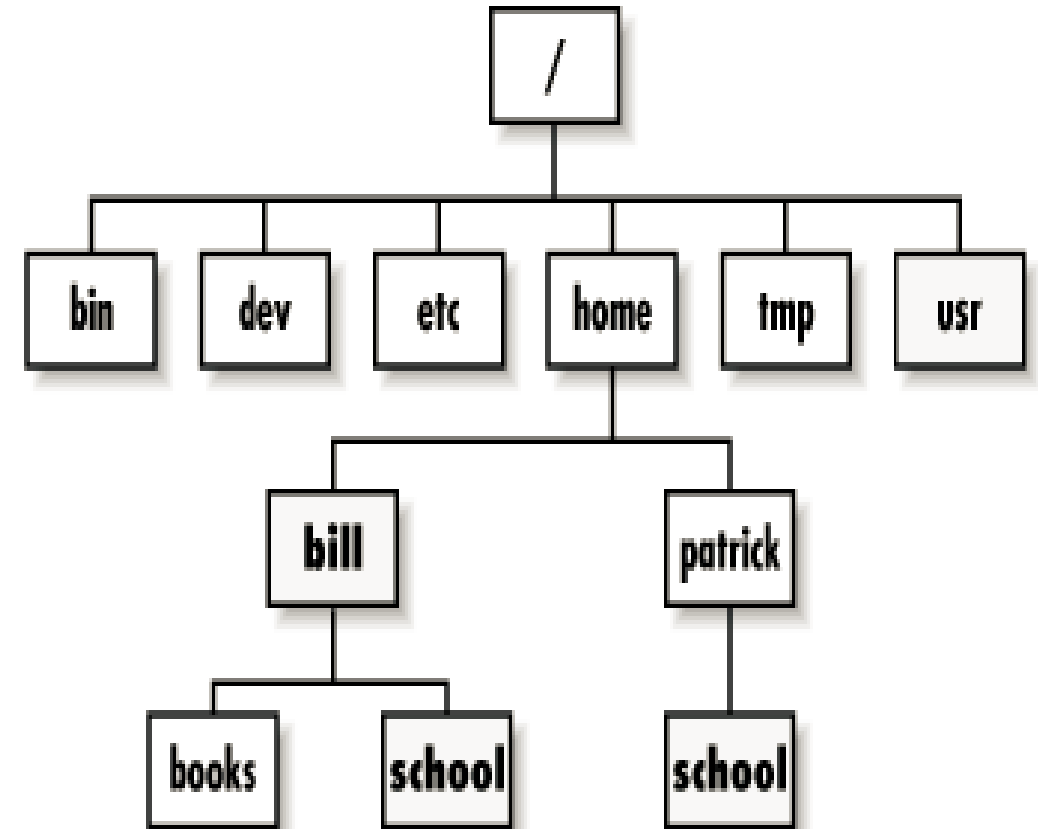 /
bin dev etc home tmp usr
bill patrick
books school school